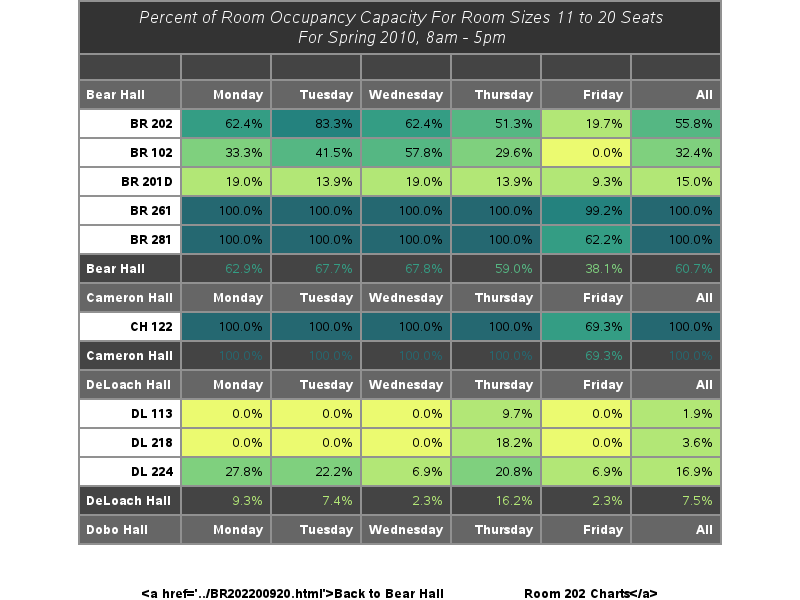 Percent of Room Occupancy Capacity For Room Sizes 11 to 20 Seats
For Spring 2010, 8am - 5pm
Bear Hall Monday Tuesday Wednesday Thursday Friday All
BR 202 62.4% 83.3% 62.4% 51.3% 19.7% 55.8%
BR 102 33.3% 41.5% 57.8% 29.6% 0.0% 32.4%
BR 201D 19.0% 13.9% 19.0% 13.9% 9.3% 15.0%
BR 261 100.0% 100.0% 100.0% 100.0% 99.2% 100.0%
BR 281 100.0% 100.0% 100.0% 100.0% 62.2% 100.0%
Bear Hall 62.9% 67.7% 67.8% 59.0% 38.1% 60.7%
Cameron Hall Monday Tuesday Wednesday Thursday Friday All
CH 122 100.0% 100.0% 100.0% 100.0% 69.3% 100.0%
Cameron Hall 100.0% 100.0% 100.0% 100.0% 69.3% 100.0%
DeLoach Hall Monday Tuesday Wednesday Thursday Friday All
DL 113 0.0% 0.0% 0.0% 9.7% 0.0% 1.9%
DL 218 0.0% 0.0% 0.0% 18.2% 0.0% 3.6%
DL 224 27.8% 22.2% 6.9% 20.8% 6.9% 16.9%
DeLoach Hall 9.3% 7.4% 2.3% 16.2% 2.3% 7.5%
Dobo Hall Monday Tuesday Wednesday Thursday Friday All
<a href='../BR202200920.html'>Back to Bear Hall Room 202 Charts</a>